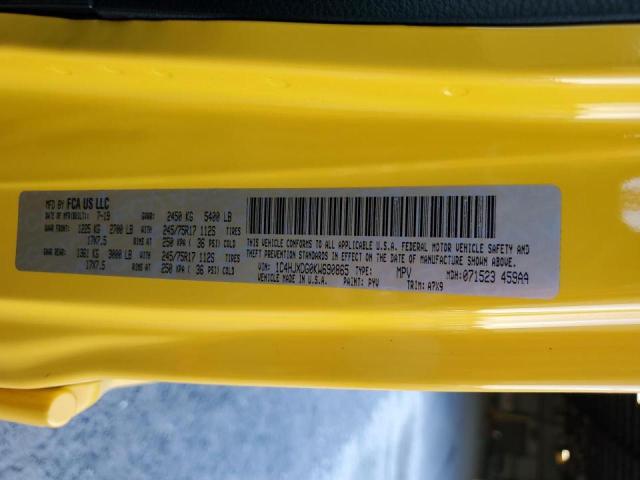 MFD BY FCA US LLC
DATE OF MFR(BUILT): 7-19 GVWR: 2450 KG 5400 LB
GAWR FRONT: 1225 KG 2700 LB 245/75R17 112S TIRES
17X7.5 RIMS AT 250 KPA ( 36 PSI) COLD
GAWR REAR: 1361 KG 3000 LB 245/75R17 112S TIRES
17X7.5 RIMS AT 250 KPA ( 36 PSI) COLD
THIS VEHICLE CONFORMS TO ALL APPLICABLE
U.S.A. FEDERAL MOTOR VEHICLE SAFETY AND
THEFT PREVENTION STANDARDS IN EFFECT ON
THE DATE OF MANUFACTURE SHOWN ABOVE.
VIN: 1C4HJXDG0KW690865 TYPE: MPV MDH: 071523 459AA
VEHICLE MADE IN U.S.A. PAINT: PYV TRIM: A7X9